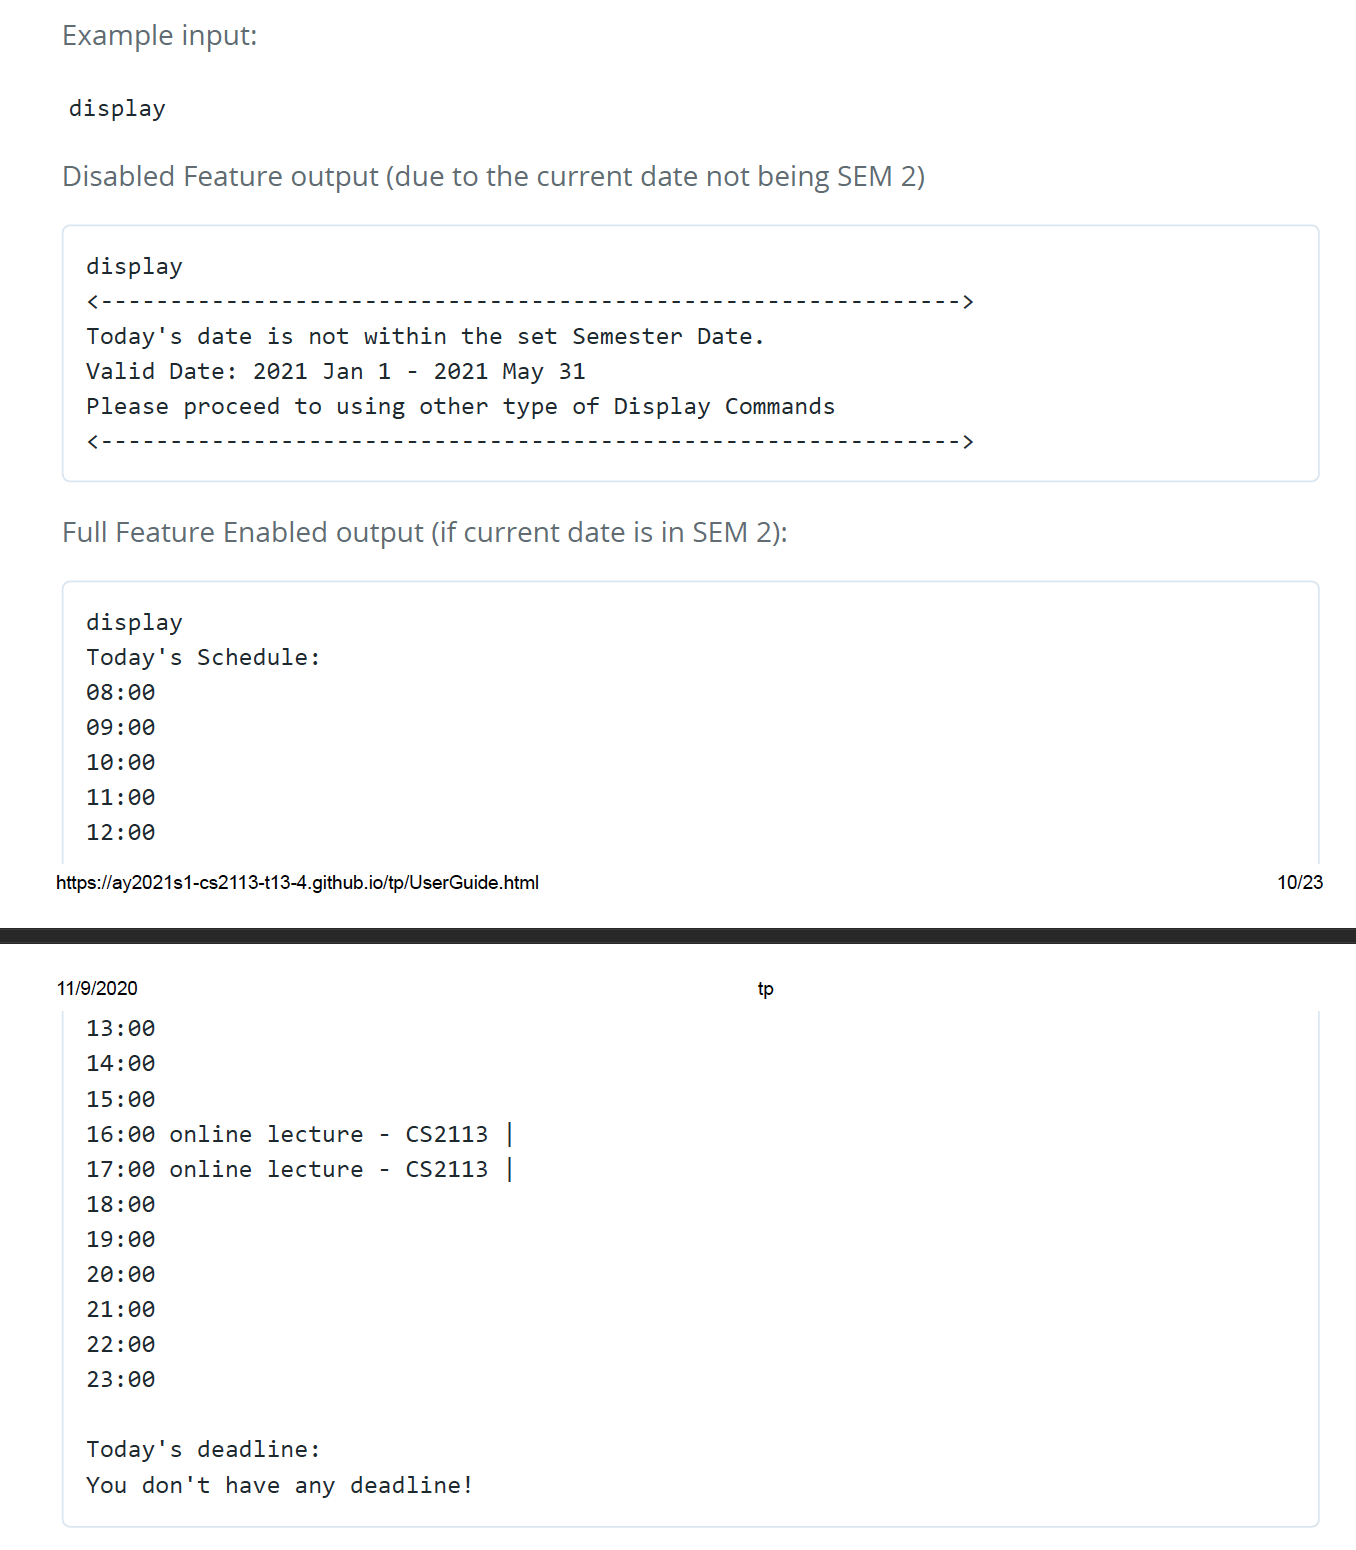 Example input:
display
Disabled Feature output (due to the current date not being SEM 2)
display
<-------------------------------------------------------------->
Today's date is not within the set Semester Date.
Valid Date: 2021 Jan 1 - 2021 May 31
Please proceed to using other type of Display Commands
<-------------------------------------------------------------->
Full Feature Enabled output (if current date is in SEM 2):
display
Today's Schedule:
08:00
09:00
10:00
11:00
12:00
https://ay2021s1-cs2113-t13-4.github.io/tp/UserGuide.html 10/23
11/9/2020 tp
13:00
14:00
15:00
16:00 online lecture - CS2113 |
17:00 online lecture - CS2113 |
18:00
19:00
20:00
21:00
22:00
23:00
Today's deadline:
You don't have any deadline!